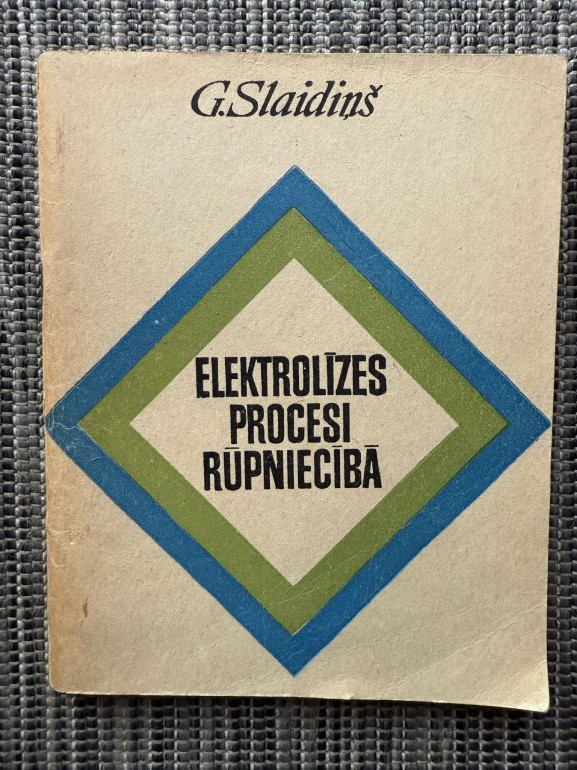 G. Slaidiņš
ELEKTROLĪZES
PROCESI
RŪPNIECĪBĀ